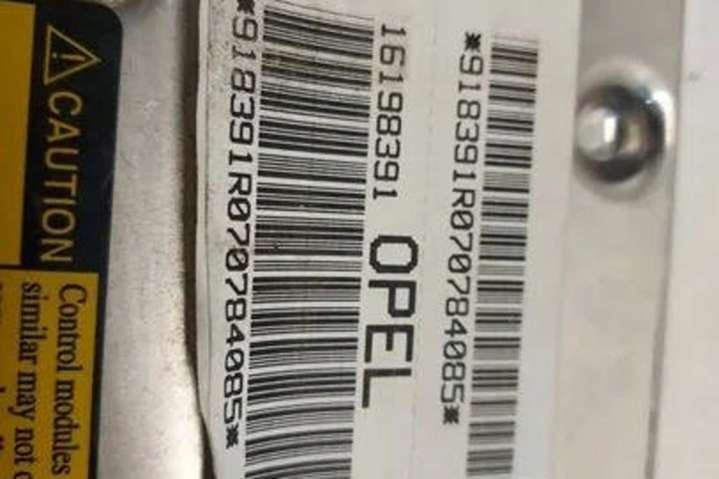 CAUTION
Control modules
similar may not
*918391R070784085*
16198391 OPEL
*918391R070784085*